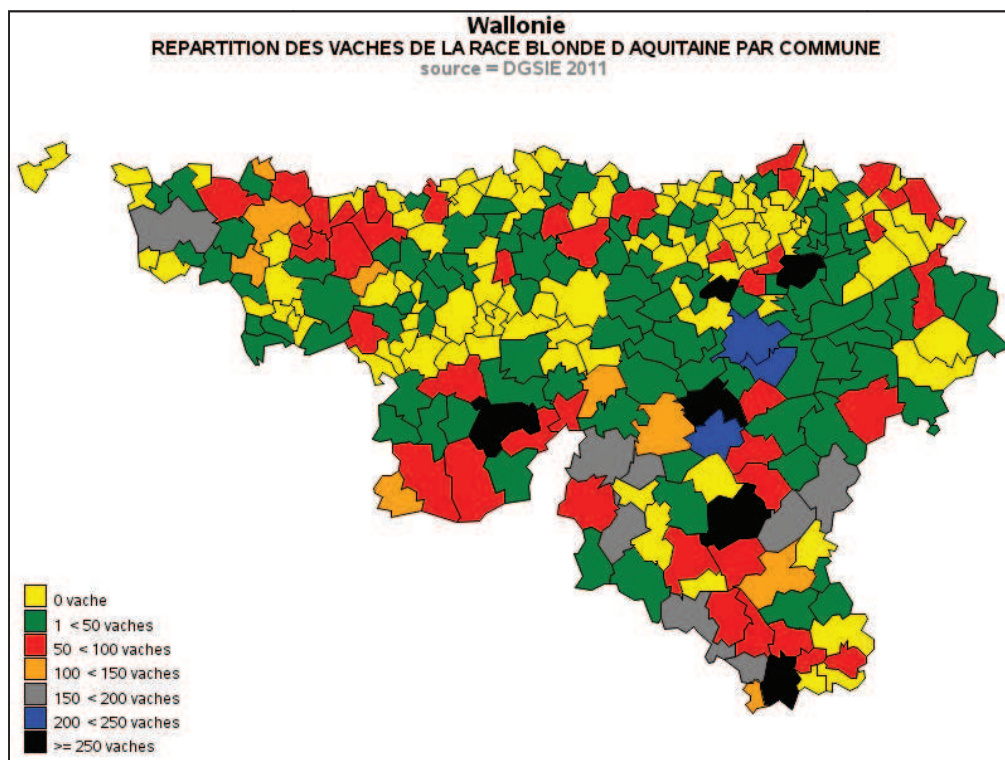 Wallonie
REPARTITION DES VACHES DE LA RACE BLONDE D AQUITAINE PAR COMMUNE
source = DGSIE 2011
0 vache
1 < 50 vaches
50 < 100 vaches
100 < 150 vaches
150 < 200 vaches
200 < 250 vaches
>= 250 vaches